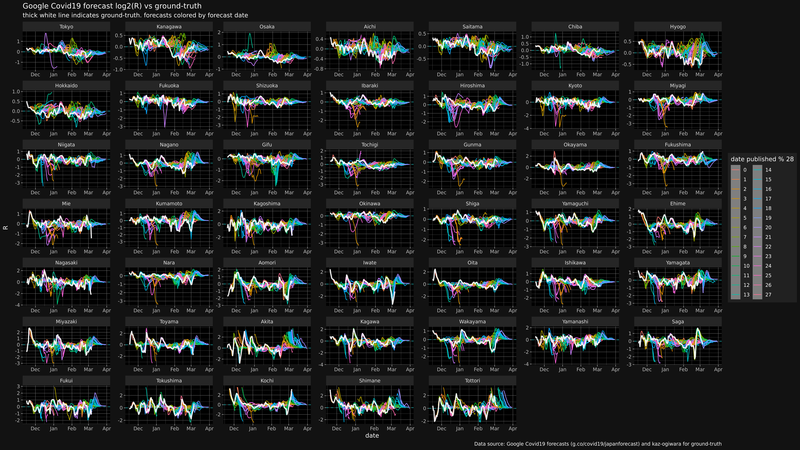 Google Covid19 forecast log2(R) vs ground-truth
thick white line indicates ground-truth. forecasts colored by forecast date
Tokyo Kanagawa Osaka Aichi Saitama Chiba Hyogo
Hokkaido Fukuoka Shizuoka Ibaraki Hiroshima Kyoto Miyagi
Niigata Nagano Gifu Tochigi Gunma Okayama Fukushima
Mie Kumamoto Kagoshima Okinawa Shiga Yamaguchi Ehime
Nagasaki Nara Aomori Iwate Oita Ishikawa Yamagata
Miyazaki Toyama Akita Kagawa Wakayama Yamanashi Saga
Fukui Tokushima Kochi Shimane Tottori
Dec Jan Feb Mar Apr
R
date
date published % 28
0 14
1 15
2 16
3 17
4 18
5 19
6 20
7 21
8 22
9 23
10 24
11 25
12 26
13 27
Data source: Google Covid19 forecasts (g.co/covid19/japanforecast) and kaz-ogiwara for ground-truth